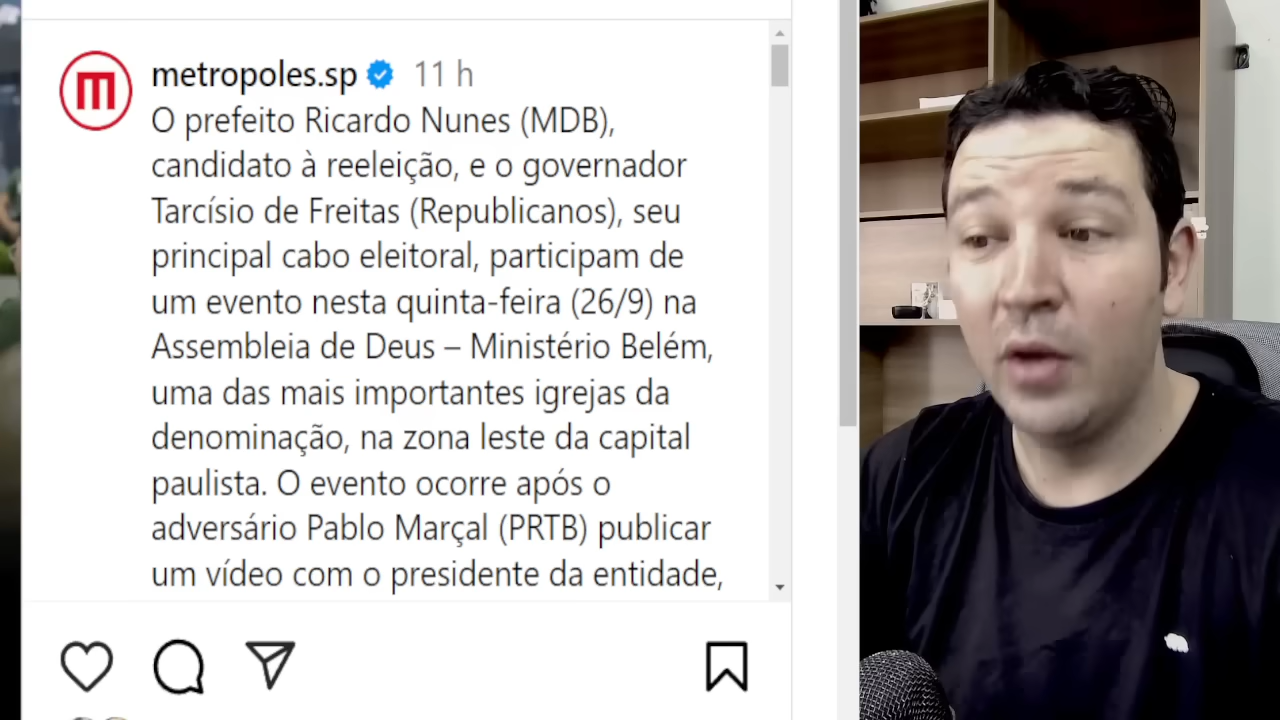 metropoles.sp 11 h
O prefeito Ricardo Nunes (MDB),
candidato à reeleição, e o governador
Tarcísio de Freitas (Republicanos), seu
principal cabo eleitoral, participam de
um evento nesta quinta-feira (26/9) na
Assembleia de Deus – Ministério Belém,
uma das mais importantes igrejas da
denominação, na zona leste da capital
paulista. O evento ocorre após o
adversário Pablo Marçal (PRTB) publicar
um vídeo com o presidente da entidade,